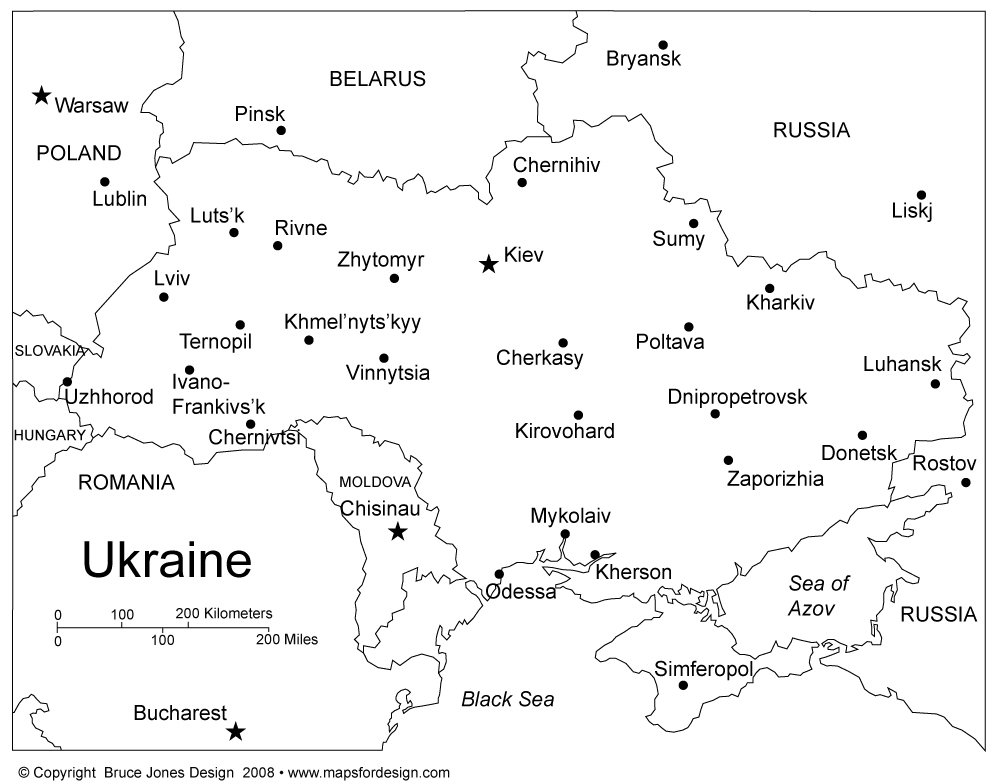 Bryansk
BELARUS
Warsaw
Pinsk
RUSSIA
POLAND
Chernihiv
Lublin
Liskj
Luts'k
Rivne
Sumy
Kiev
Zhytomyr
Lviv
Kharkiv
Khmel'nyts'kyy
Ternopil
Poltava
SLOVAKIA
Cherkasy
Luhansk
Vinnytsia
Ivano-
Frankivs'k
Uzhhorod
Dnipropetrovsk
HUNGARY
Chernivtsi
Kirovohard
Donetsk
Rostov
ROMANIA
MOLDOVA
Zaporizhia
Chisinau
Mykolaiv
Ukraine
Kherson
Odessa
Sea of
Azov
RUSSIA
0 100 200 Kilometers
0 100 200 Miles
Simferopol
Black Sea
Bucharest
© Copyright Bruce Jones Design 2008 • www.mapsfordesign.com